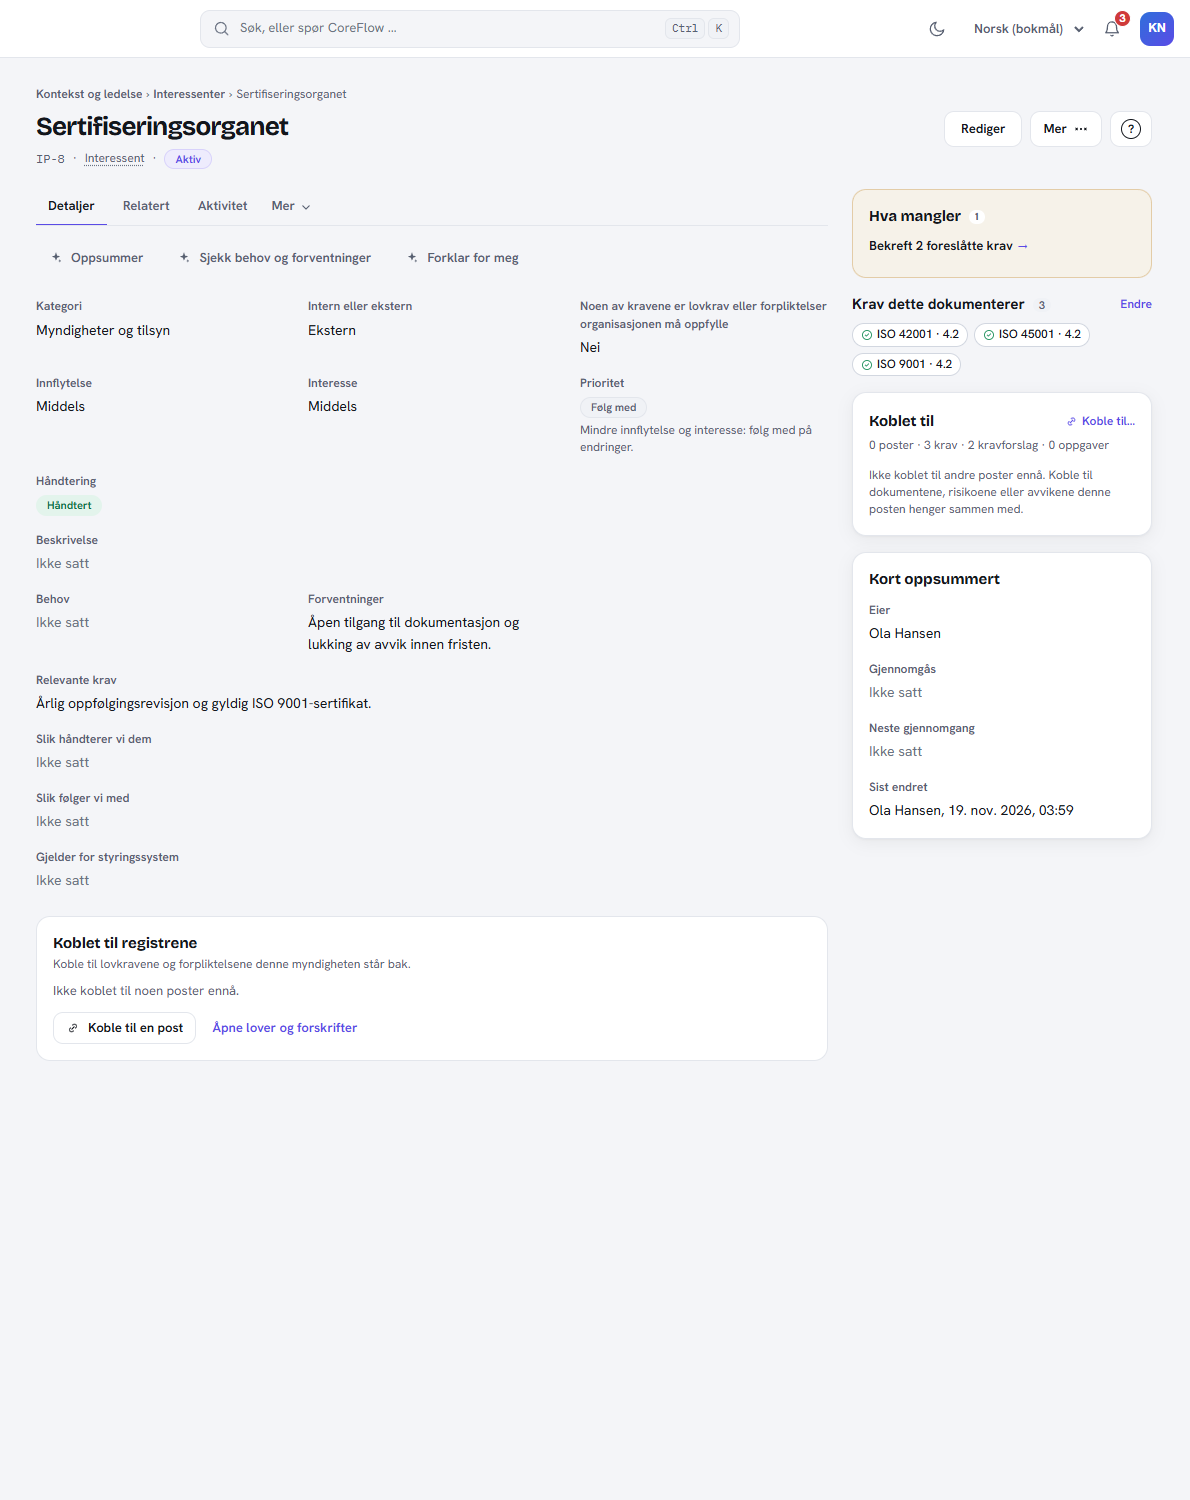 Søk, eller spør CoreFlow ...
Ctrl K
Norsk (bokmål)
3
KN
Kontekst og ledelse › Interessenter › Sertifiseringsorganet
Sertifiseringsorganet
Rediger
Mer ···
?
IP-8 · Interessent · Aktiv
Detaljer
Relatert
Aktivitet
Mer
Oppsummer
Sjekk behov og forventninger
Forklar for meg
Kategori
Myndigheter og tilsyn
Intern eller ekstern
Ekstern
Noen av kravene er lovkrav eller forpliktelser
organisasjonen må oppfylle
Nei
Innflytelse
Middels
Interesse
Middels
Prioritet
Følg med
Mindre innflytelse og interesse: følg med på
endringer.
Håndtering
Håndtert
Beskrivelse
Ikke satt
Behov
Ikke satt
Forventninger
Åpen tilgang til dokumentasjon og
lukking av avvik innen fristen.
Relevante krav
Årlig oppfølgingsrevisjon og gyldig ISO 9001-sertifikat.
Slik håndterer vi dem
Ikke satt
Slik følger vi med
Ikke satt
Gjelder for styringssystem
Ikke satt
Koblet til registrene
Koble til lovkravene og forpliktelsene denne myndigheten står bak.
Ikke koblet til noen poster ennå.
Koble til en post
Åpne lover og forskrifter
Hva mangler 1
Bekreft 2 foreslåtte krav →
Krav dette dokumenterer 3
Endre
ISO 42001 · 4.2
ISO 45001 · 4.2
ISO 9001 · 4.2
Koblet til
Koble til...
0 poster · 3 krav · 2 kravforslag · 0 oppgaver
Ikke koblet til andre poster ennå. Koble til
dokumentene, risikoene eller avvikene denne
posten henger sammen med.
Kort oppsummert
Eier
Ola Hansen
Gjennomgås
Ikke satt
Neste gjennomgang
Ikke satt
Sist endret
Ola Hansen, 19. nov. 2026, 03:59